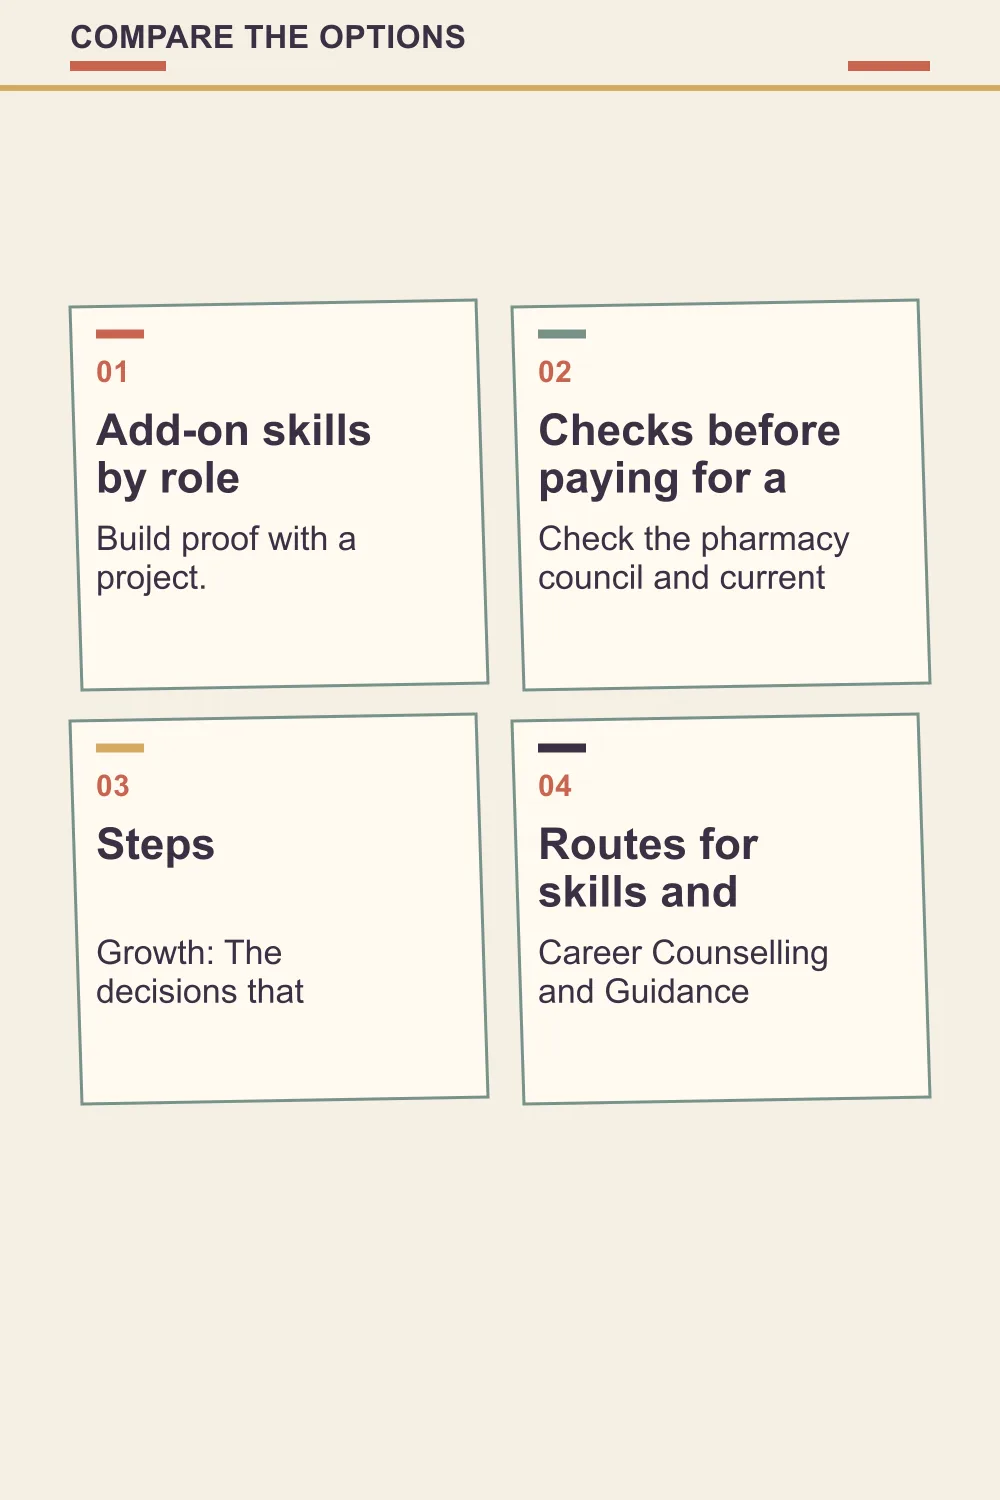 COMPARE THE OPTIONS
01
Add-on skills
by role
Build proof with a
project.
02
Checks before
paying for a
Check the pharmacy
council and current
03
Steps
Growth: The
decisions that
04
Routes for
skills and
Career Counselling
and Guidance